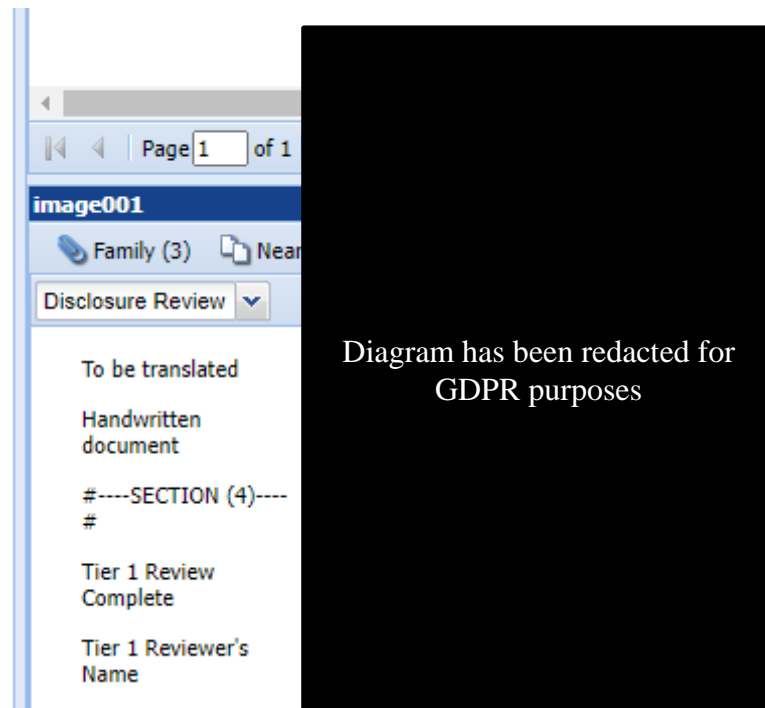 Page 1 of 1
image001
Family (3) Near
Disclosure Review
To be translated
Handwritten
document
#----SECTION (4)----
#
Tier 1 Review
Complete
Tier 1 Reviewer's
Name
Diagram has been redacted for
GDPR purposes